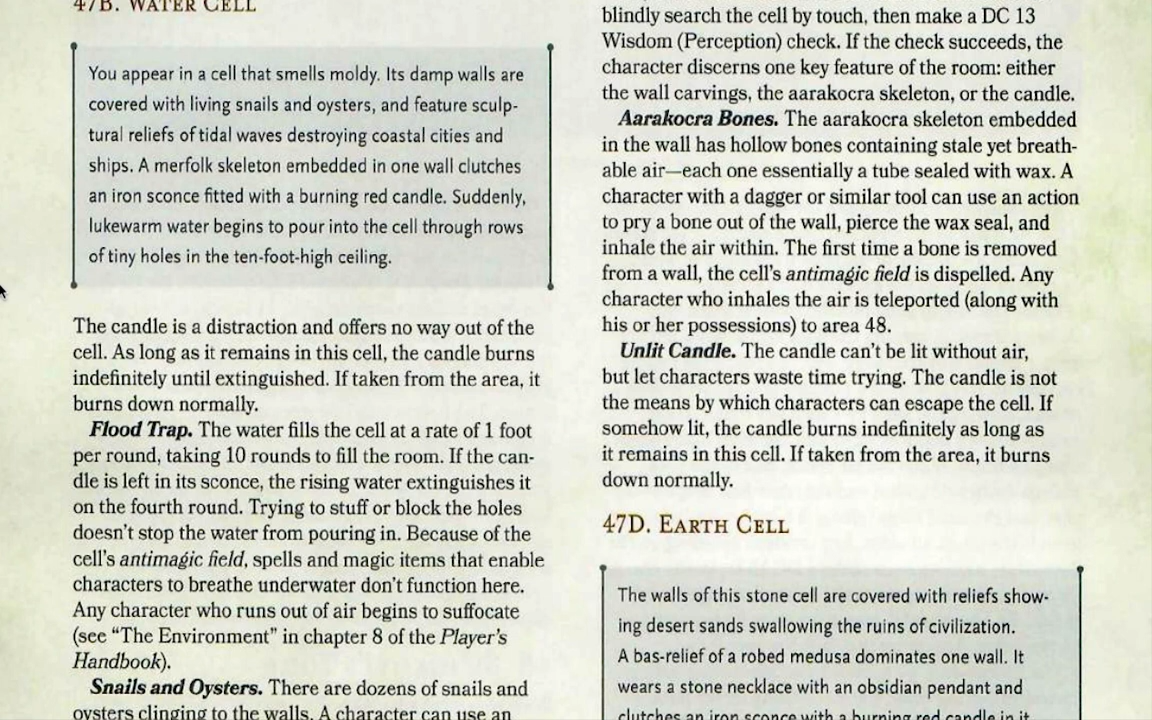 47B. Water Cell
You appear in a cell that smells moldy. Its damp walls are
covered with living snails and oysters, and feature sculp-
tural reliefs of tidal waves destroying coastal cities and
ships. A merfolk skeleton embedded in one wall clutches
an iron sconce fitted with a burning red candle. Suddenly,
lukewarm water begins to pour into the cell through rows
of tiny holes in the ten-foot-high ceiling.
The candle is a distraction and offers no way out of the
cell. As long as it remains in this cell, the candle burns
indefinitely until extinguished. If taken from the area, it
burns down normally.
Flood Trap. The water fills the cell at a rate of 1 foot
per round, taking 10 rounds to fill the room. If the can-
dle is left in its sconce, the rising water extinguishes it
on the fourth round. Trying to stuff or block the holes
doesn't stop the water from pouring in. Because of the
cell's antimagic field, spells and magic items that enable
characters to breathe underwater don't function here.
Any character who runs out of air begins to suffocate
(see “The Environment” in chapter 8 of the Player's
Handbook).
Snails and Oysters. There are dozens of snails and
oysters clinging to the walls. A character can use an
blindly search the cell by touch, then make a DC 13
Wisdom (Perception) check. If the check succeeds, the
character discerns one key feature of the room: either
the wall carvings, the aarakocra skeleton, or the candle.
Aarakocra Bones. The aarakocra skeleton embedded
in the wall has hollow bones containing stale yet breath-
able air—each one essentially a tube sealed with wax. A
character with a dagger or similar tool can use an action
to pry a bone out of the wall, pierce the wax seal, and
inhale the air within. The first time a bone is removed
from a wall, the cell's antimagic field is dispelled. Any
character who inhales the air is teleported (along with
his or her possessions) to area 48.
Unlit Candle. The candle can't be lit without air,
but let characters waste time trying. The candle is not
the means by which characters can escape the cell. If
somehow lit, the candle burns indefinitely as long as
it remains in this cell. If taken from the area, it burns
down normally.
47D. Earth Cell
The walls of this stone cell are covered with reliefs show-
ing desert sands swallowing the ruins of civilization.
A bas-relief of a robed medusa dominates one wall. It
wears a stone necklace with an obsidian pendant and
clutches an iron sconce with a burning red candle in it.